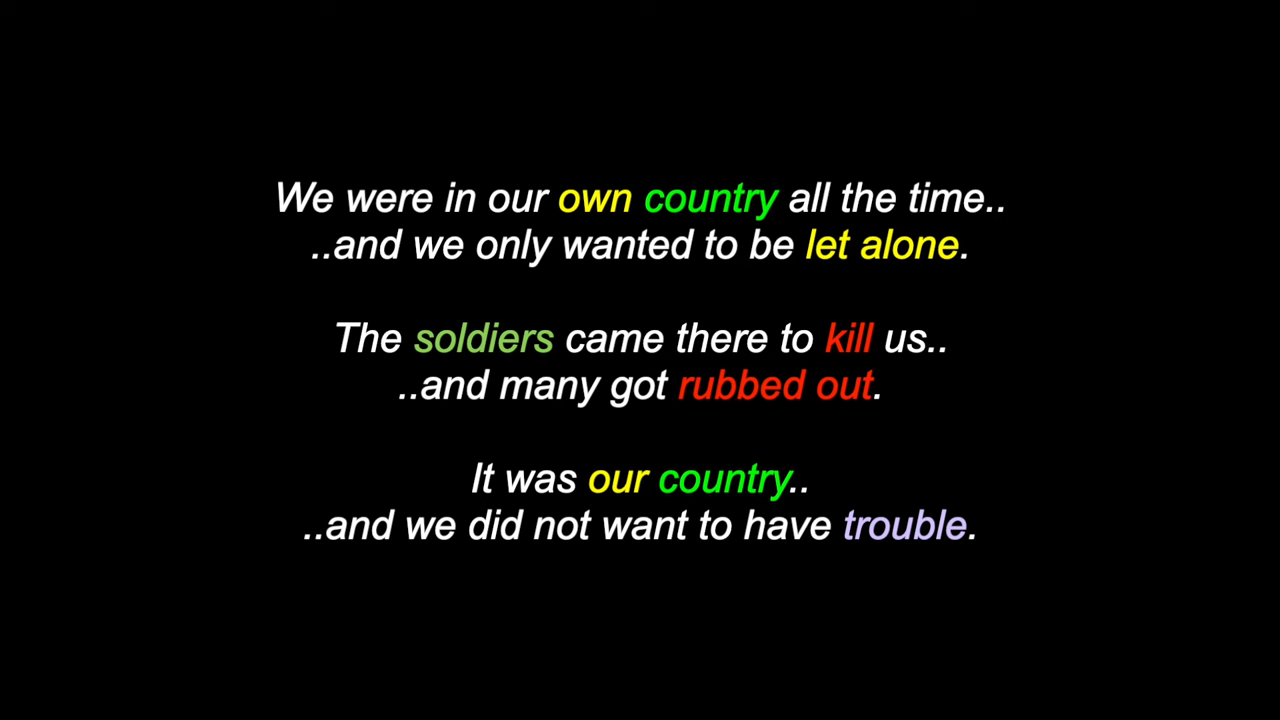 We were in our own country all the time..
..and we only wanted to be let alone.
The soldiers came there to kill us..
..and many got rubbed out.
It was our country..
..and we did not want to have trouble.